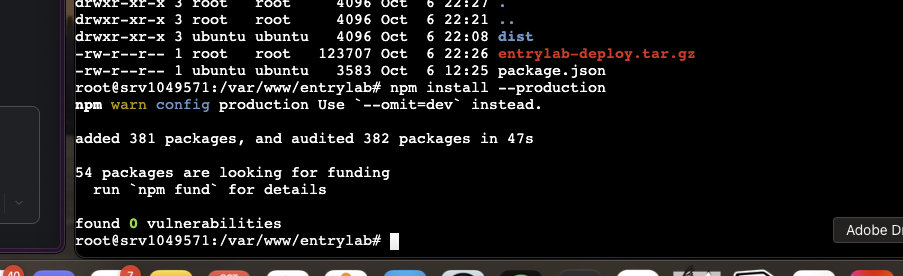 drwxr-xr-x 3 root   root     4096 Oct  6 22:27 .
drwxr-xr-x 3 root   root     4096 Oct  6 22:21 ..
drwxr-xr-x 3 ubuntu ubuntu   4096 Oct  6 22:08 dist
-rw-r--r-- 1 root   root   123707 Oct  6 22:26 entrylab-deploy.tar.gz
-rw-r--r-- 1 ubuntu ubuntu   3583 Oct  6 12:25 package.json
root@srv1049571:/var/www/entrylab# npm install --production
npm warn config production Use `--omit=dev` instead.
added 381 packages, and audited 382 packages in 47s
54 packages are looking for funding
  run `npm fund` for details
found 0 vulnerabilities
root@srv1049571:/var/www/entrylab#
Adobe
40
7